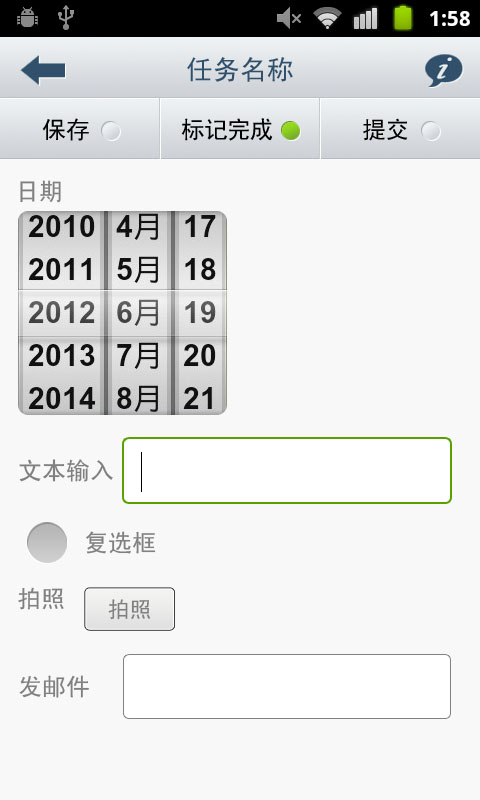 1:58
任务名称
保存 标记完成 提交
日期
2010 4月 17
2011 5月 18
2012 6月 19
2013 7月 20
2014 8月 21
文本输入
复选框
拍照 拍照
发邮件